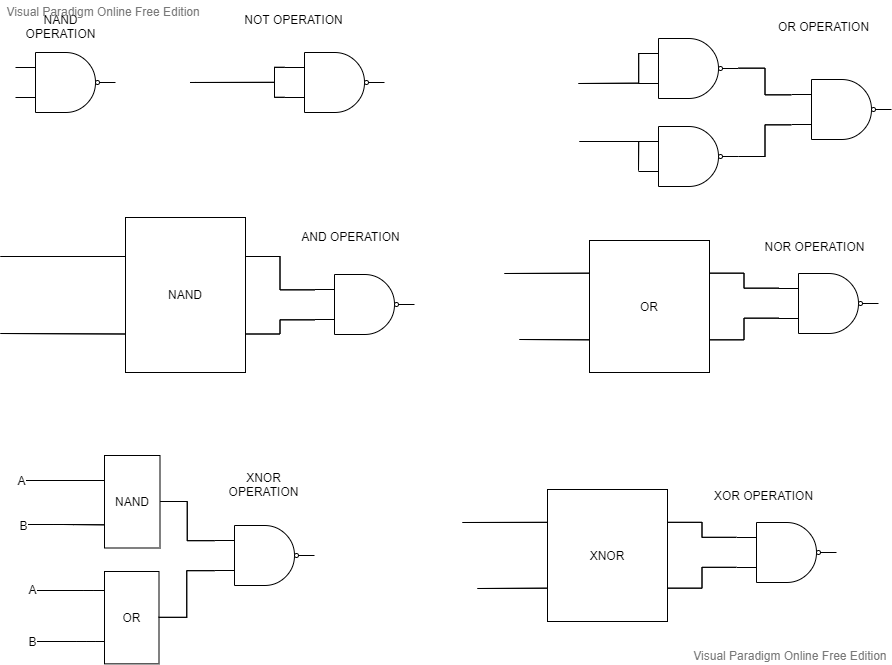 Visual Paradigm Online Free Edition
NAND
OPERATION
NOT OPERATION
OR OPERATION
AND OPERATION
NAND
NOR OPERATION
OR
A
B
NAND
XNOR
OPERATION
A
B
OR
XOR OPERATION
XNOR
Visual Paradigm Online Free Edition